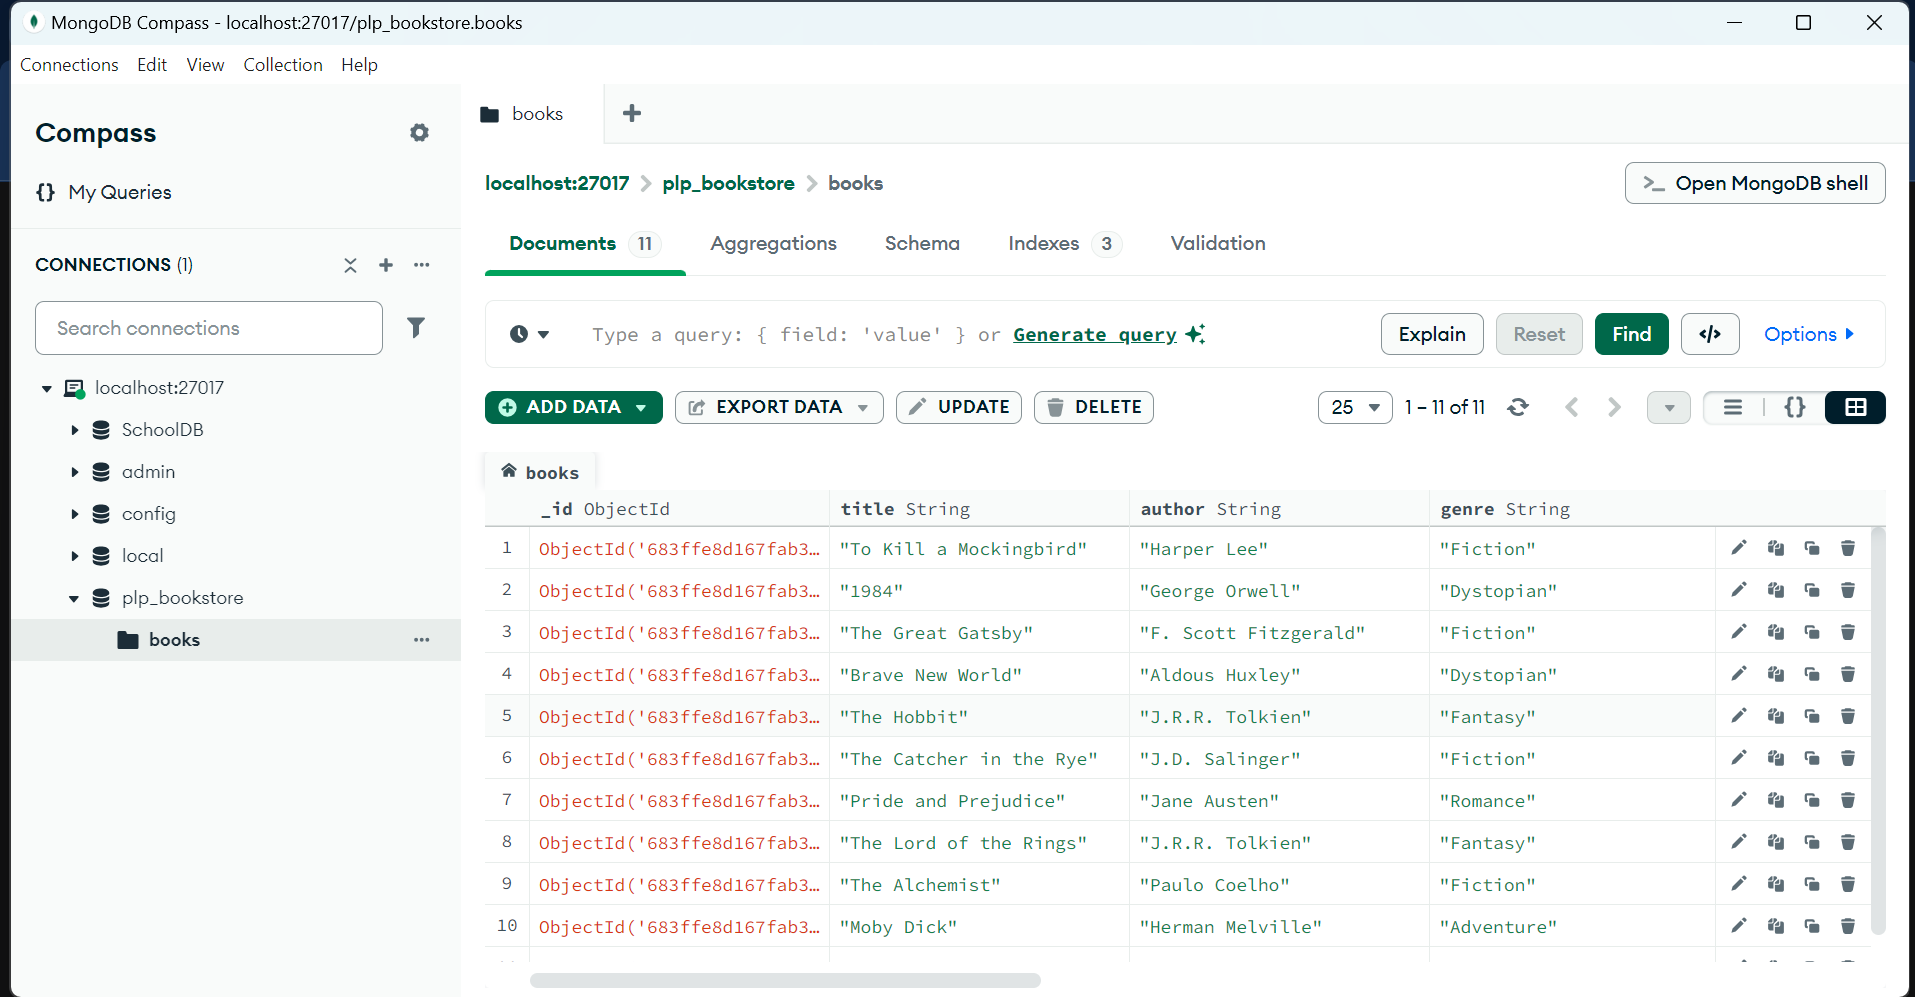 MongoDB Compass - localhost:27017/plp_bookstore.books
Connections Edit View Collection Help
Compass
{} My Queries
CONNECTIONS (1)
Search connections
localhost:27017
SchoolDB
admin
config
local
plp_bookstore
books
books
localhost:27017 > plp_bookstore > books
>_ Open MongoDB shell
Documents 11 Aggregations Schema Indexes 3 Validation
Type a query: { field: 'value' } or Generate query
Explain Reset Find </> Options
ADD DATA EXPORT DATA UPDATE DELETE 25 1 – 11 of 11 {}
books
_id ObjectId title String author String genre String
1 ObjectId('683ffe8d167fab3… "To Kill a Mockingbird" "Harper Lee" "Fiction"
2 ObjectId('683ffe8d167fab3… "1984" "George Orwell" "Dystopian"
3 ObjectId('683ffe8d167fab3… "The Great Gatsby" "F. Scott Fitzgerald" "Fiction"
4 ObjectId('683ffe8d167fab3… "Brave New World" "Aldous Huxley" "Dystopian"
5 ObjectId('683ffe8d167fab3… "The Hobbit" "J.R.R. Tolkien" "Fantasy"
6 ObjectId('683ffe8d167fab3… "The Catcher in the Rye" "J.D. Salinger" "Fiction"
7 ObjectId('683ffe8d167fab3… "Pride and Prejudice" "Jane Austen" "Romance"
8 ObjectId('683ffe8d167fab3… "The Lord of the Rings" "J.R.R. Tolkien" "Fantasy"
9 ObjectId('683ffe8d167fab3… "The Alchemist" "Paulo Coelho" "Fiction"
10 ObjectId('683ffe8d167fab3… "Moby Dick" "Herman Melville" "Adventure"